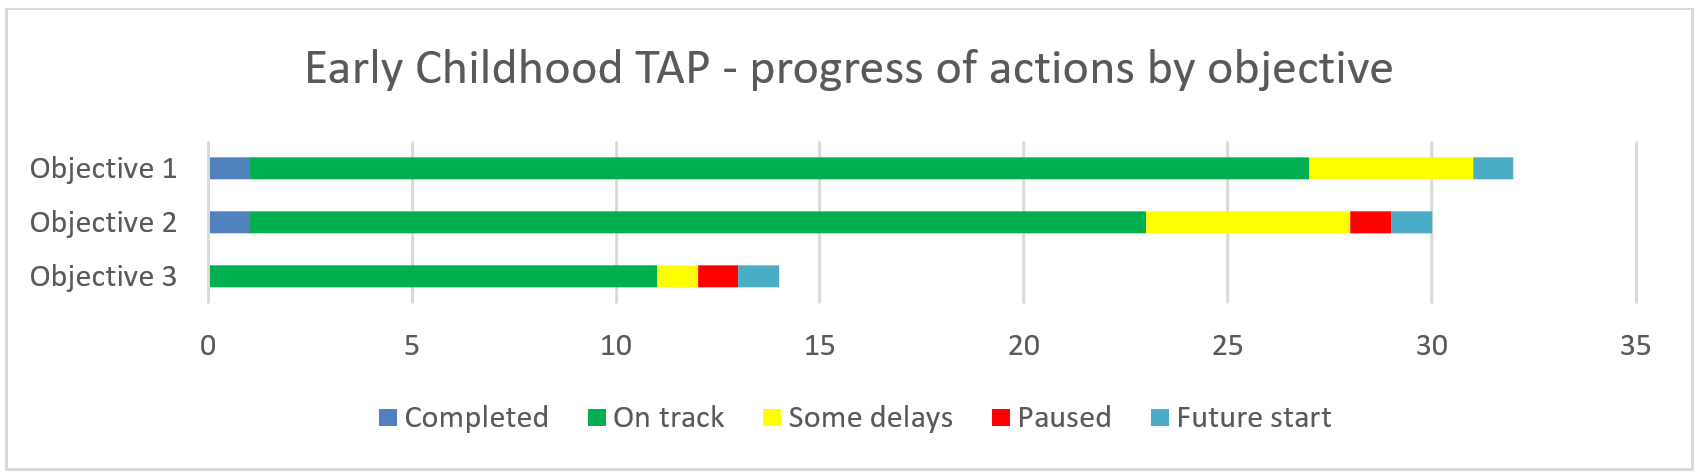 Early Childhood TAP - progress of actions by objective
Objective 1
Objective 2
Objective 3
0 5 10 15 20 25 30 35
Completed On track Some delays Paused Future start